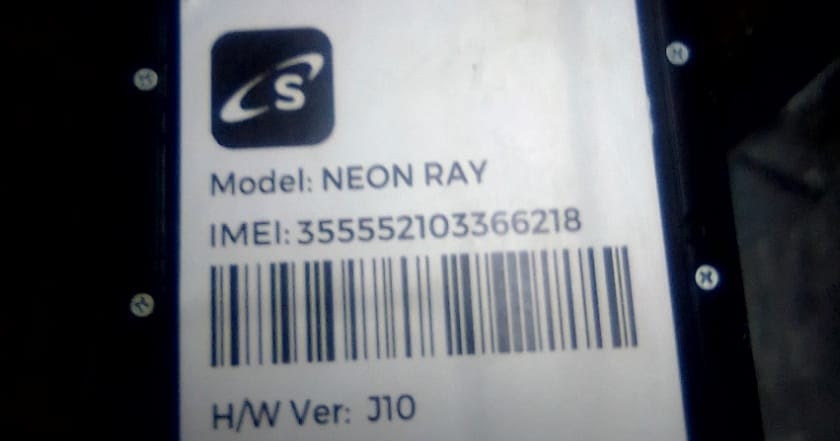 S
Model: NEON RAY
IMEI: 355552103366218
H/W Ver: J10